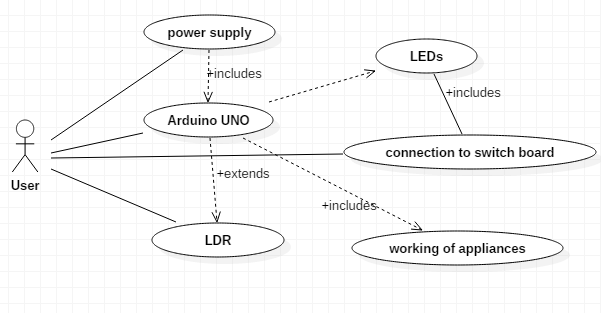 power supply
+includes
LEDs
+includes
Arduino UNO
connection to switch board
User
+extends
+includes
LDR
working of appliances